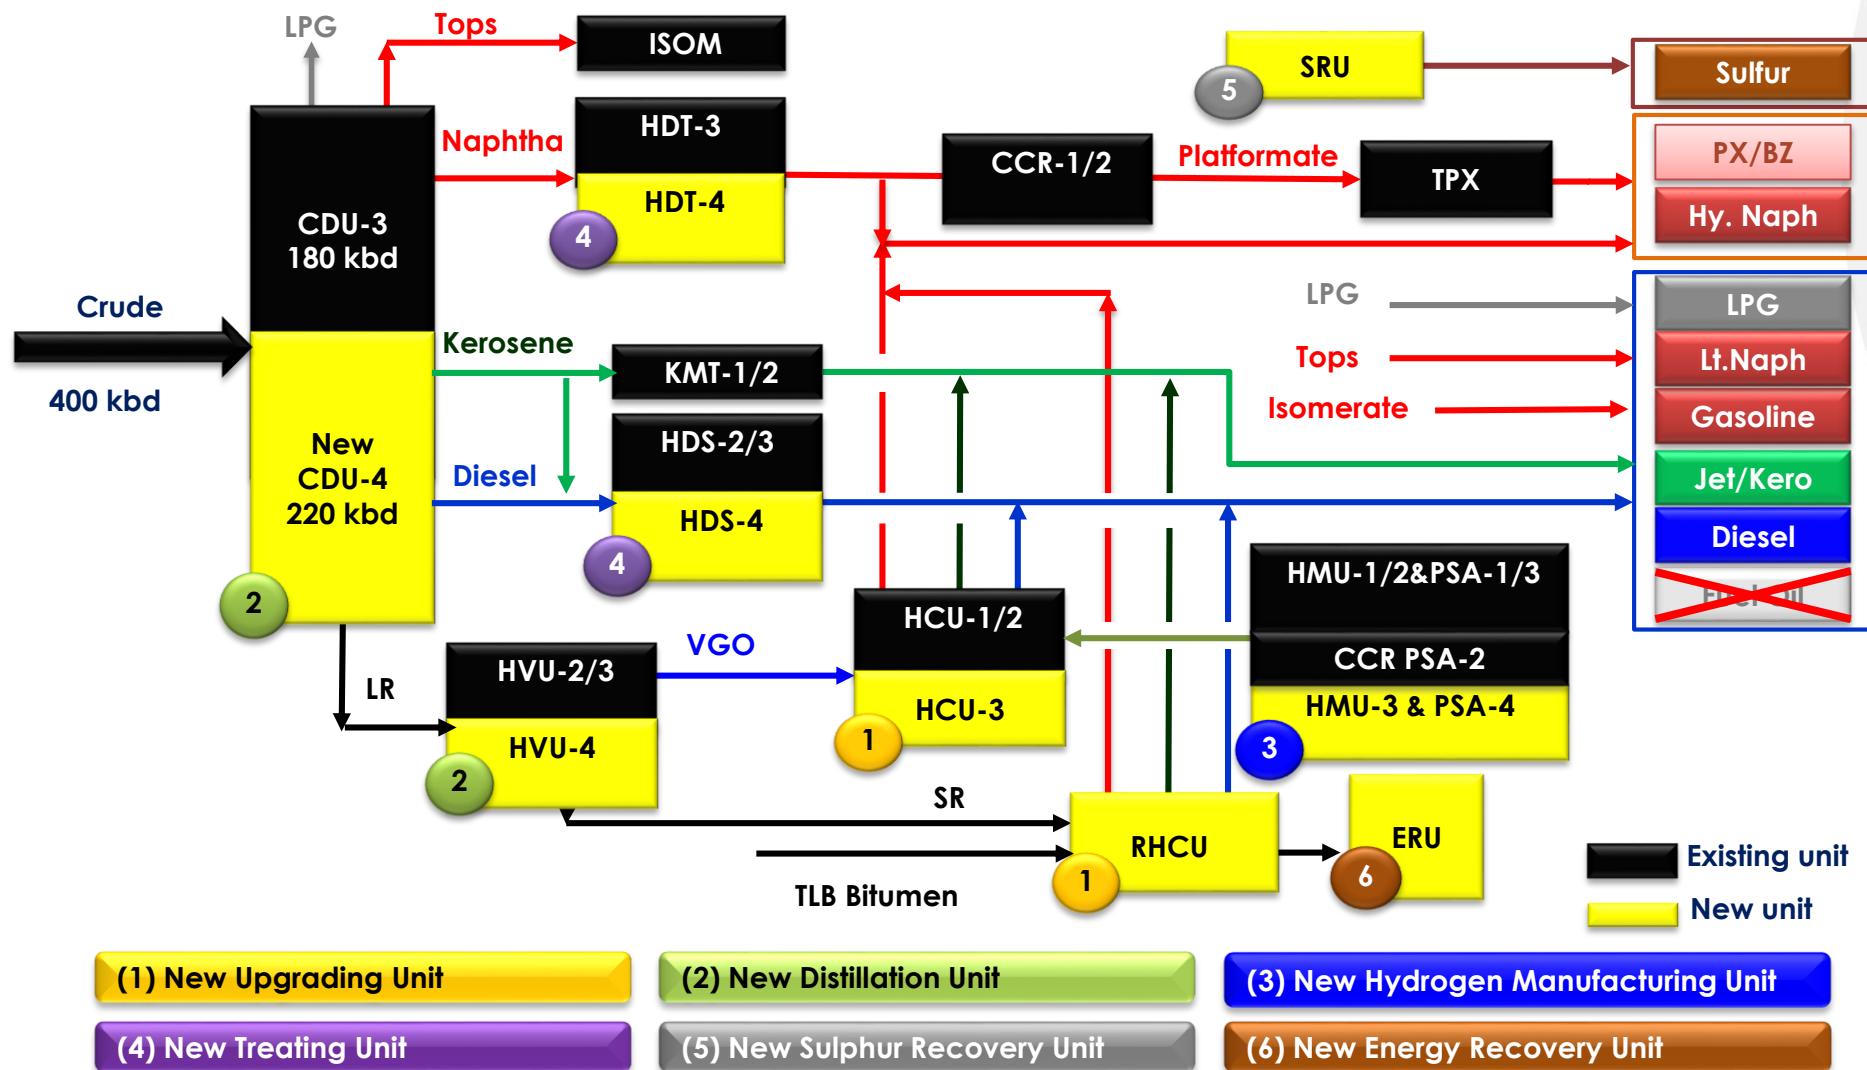 LPG
Tops
ISOM
SRU
5
Sulfur
HDT-3
Naphtha
HDT-4
4
CCR-1/2
Platformate
TPX
PX/BZ
Hy. Naph
CDU-3
180 kbd
Crude
400 kbd
New
CDU-4
220 kbd
2
Kerosene
KMT-1/2
HDS-2/3
Diesel
HDS-4
4
LPG
Tops
Isomerate
LPG
Lt.Naph
Gasoline
Jet/Kero
Diesel
Fuel oil
HMU-1/2&PSA-1/3
CCR PSA-2
HMU-3 & PSA-4
3
HCU-1/2
HCU-3
1
VGO
HVU-2/3
HVU-4
2
LR
SR
TLB Bitumen
RHCU
1
ERU
6
Existing unit
New unit
(1) New Upgrading Unit
(2) New Distillation Unit
(3) New Hydrogen Manufacturing Unit
(4) New Treating Unit
(5) New Sulphur Recovery Unit
(6) New Energy Recovery Unit